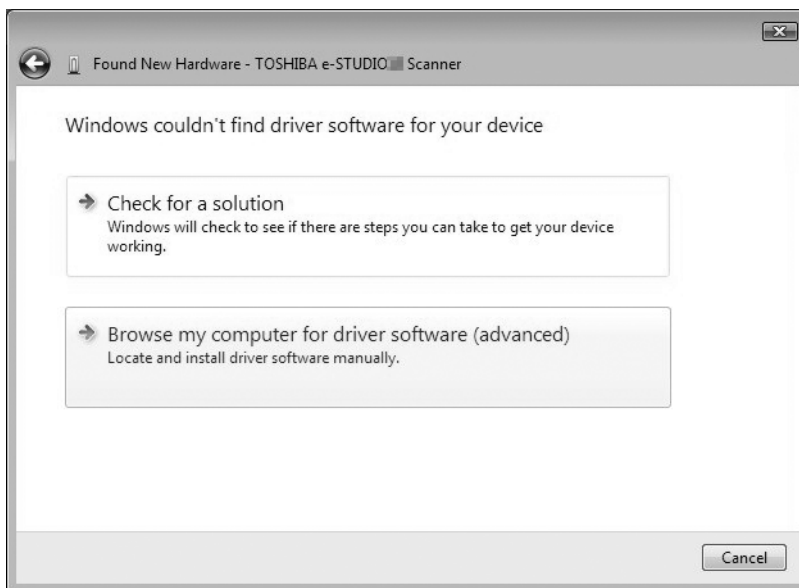 Found New Hardware - TOSHIBA e-STUDIO Scanner
Windows couldn't find driver software for your device
Check for a solution
Windows will check to see if there are steps you can take to get your device
working.
Browse my computer for driver software (advanced)
Locate and install driver software manually.
Cancel